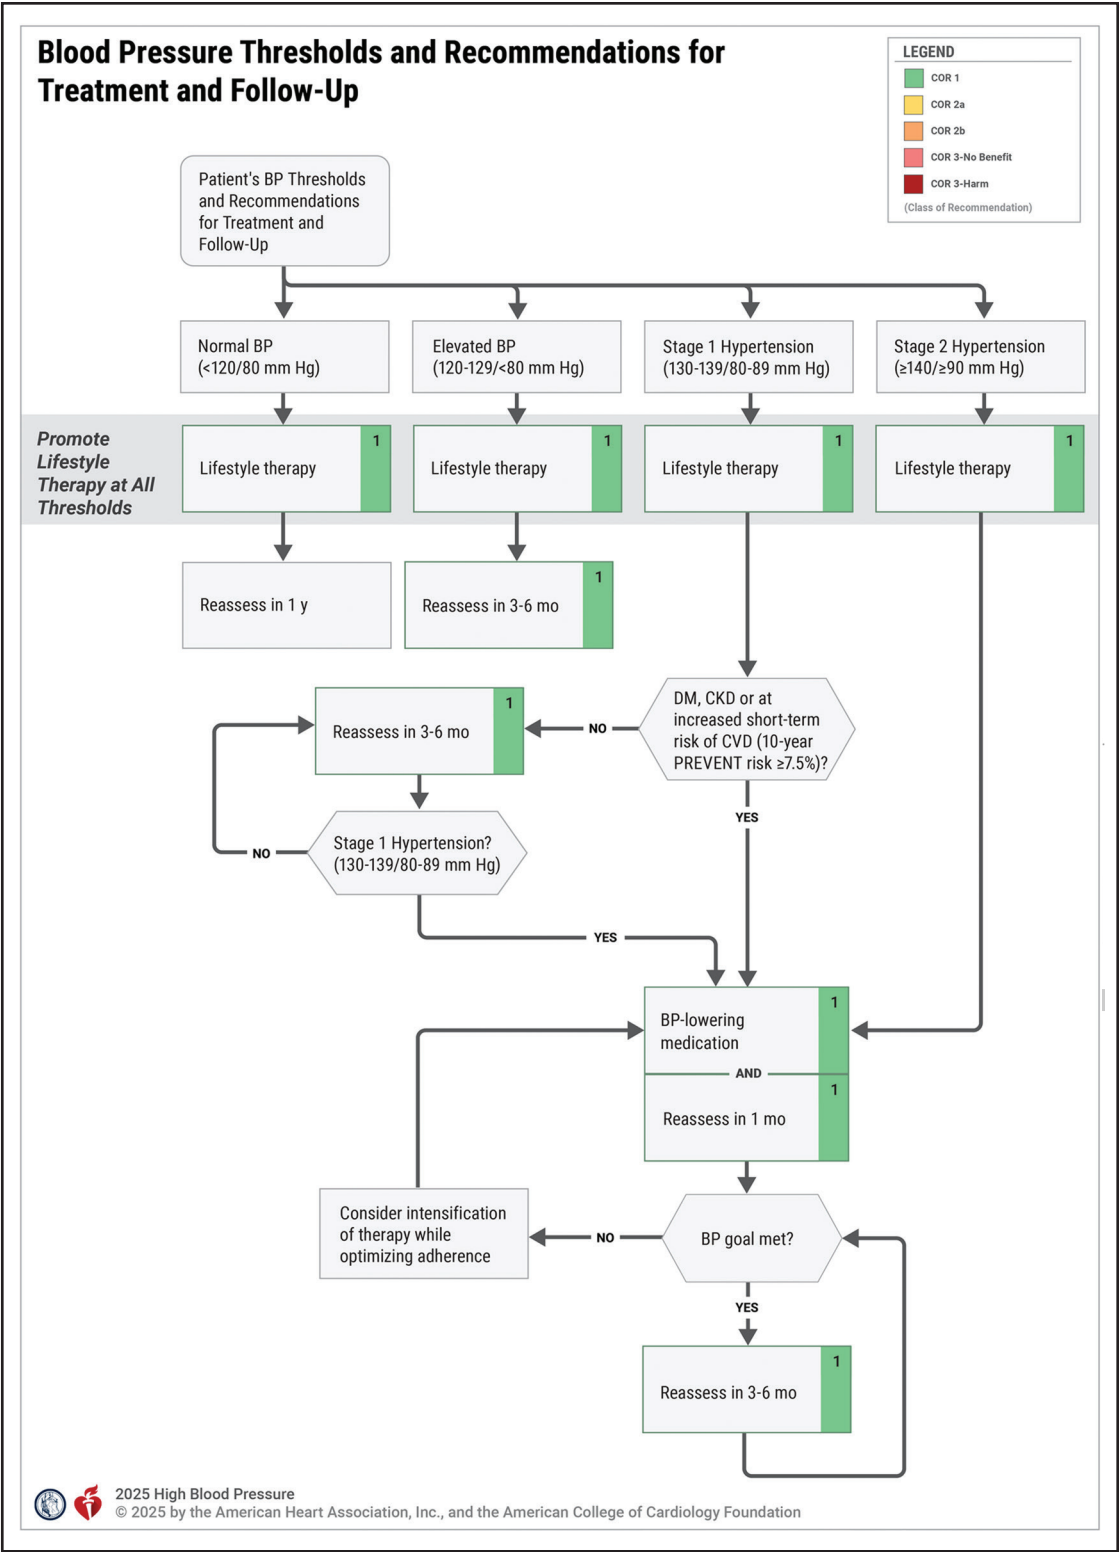 Blood Pressure Thresholds and Recommendations for
Treatment and Follow-Up
LEGEND
COR 1
COR 2a
COR 2b
COR 3-No Benefit
COR 3-Harm
(Class of Recommendation)
Patient's BP Thresholds
and Recommendations
for Treatment and
Follow-Up
Normal BP
(<120/80 mm Hg)
Elevated BP
(120-129/<80 mm Hg)
Stage 1 Hypertension
(130-139/80-89 mm Hg)
Stage 2 Hypertension
(≥140/≥90 mm Hg)
Promote
Lifestyle
Therapy at All
Thresholds
Lifestyle therapy
1
Lifestyle therapy
1
Lifestyle therapy
1
Lifestyle therapy
1
Reassess in 1 y
Reassess in 3-6 mo
1
DM, CKD or at
increased short-term
risk of CVD (10-year
PREVENT risk ≥7.5%)?
NO
Reassess in 3-6 mo
1
YES
Stage 1 Hypertension?
(130-139/80-89 mm Hg)
NO
YES
BP-lowering
medication
1
AND
Reassess in 1 mo
1
BP goal met?
NO
Consider intensification
of therapy while
optimizing adherence
YES
Reassess in 3-6 mo
1
2025 High Blood Pressure
© 2025 by the American Heart Association, Inc., and the American College of Cardiology Foundation